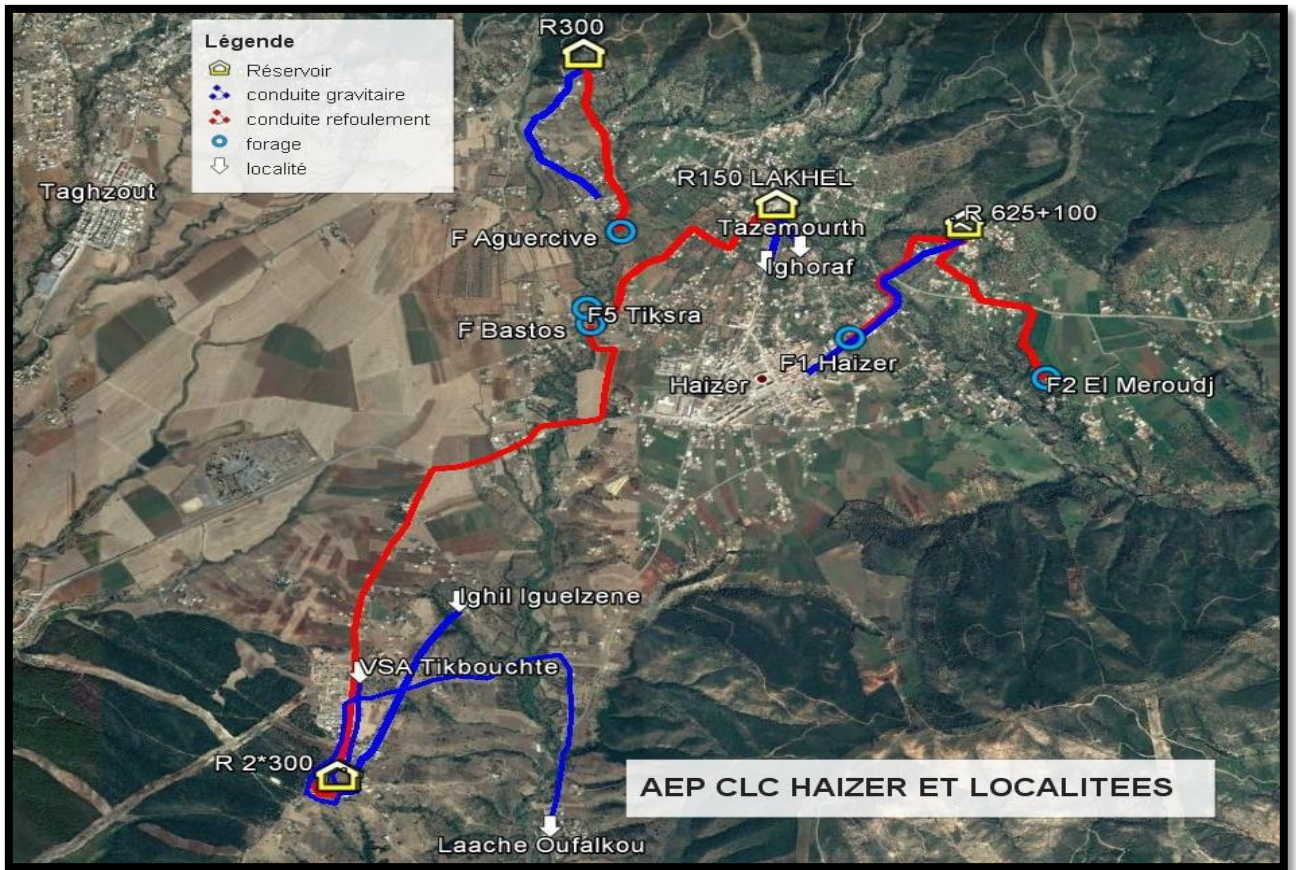 R300
Légende
Réservoir
conduite gravitaire
conduite refoulement
forage
localité
Taghzout
R150 LAKHEL
R 625+100
Tazemourth
F Aguercive
Ighoraf
F5 Tiksra
F Bastos
F1 Haizer
Haizer
F2 El Meroudj
Ighil Iguelzene
VSA Tikbouchte
R 2*300
AEP CLC HAIZER ET LOCALITEES
Laache Oufalkou